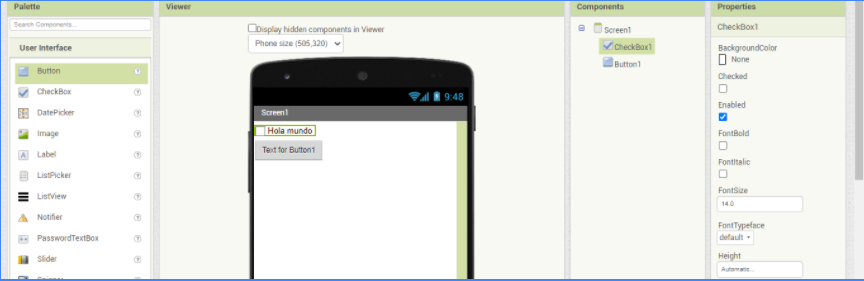 Palette
Search Components...
User Interface
Button
CheckBox
DatePicker
Image
Label
ListPicker
ListView
Notifier
PasswordTextBox
Slider
Viewer
Display hidden components in Viewer
Phone size (505,320)
9:48
Screen1
Hola mundo
Text for Button1
Components
Screen1
CheckBox1
Button1
Properties
CheckBox1
BackgroundColor
None
Checked
Enabled
FontBold
FontItalic
FontSize
14.0
FontTypeface
default
Height
Automatic...